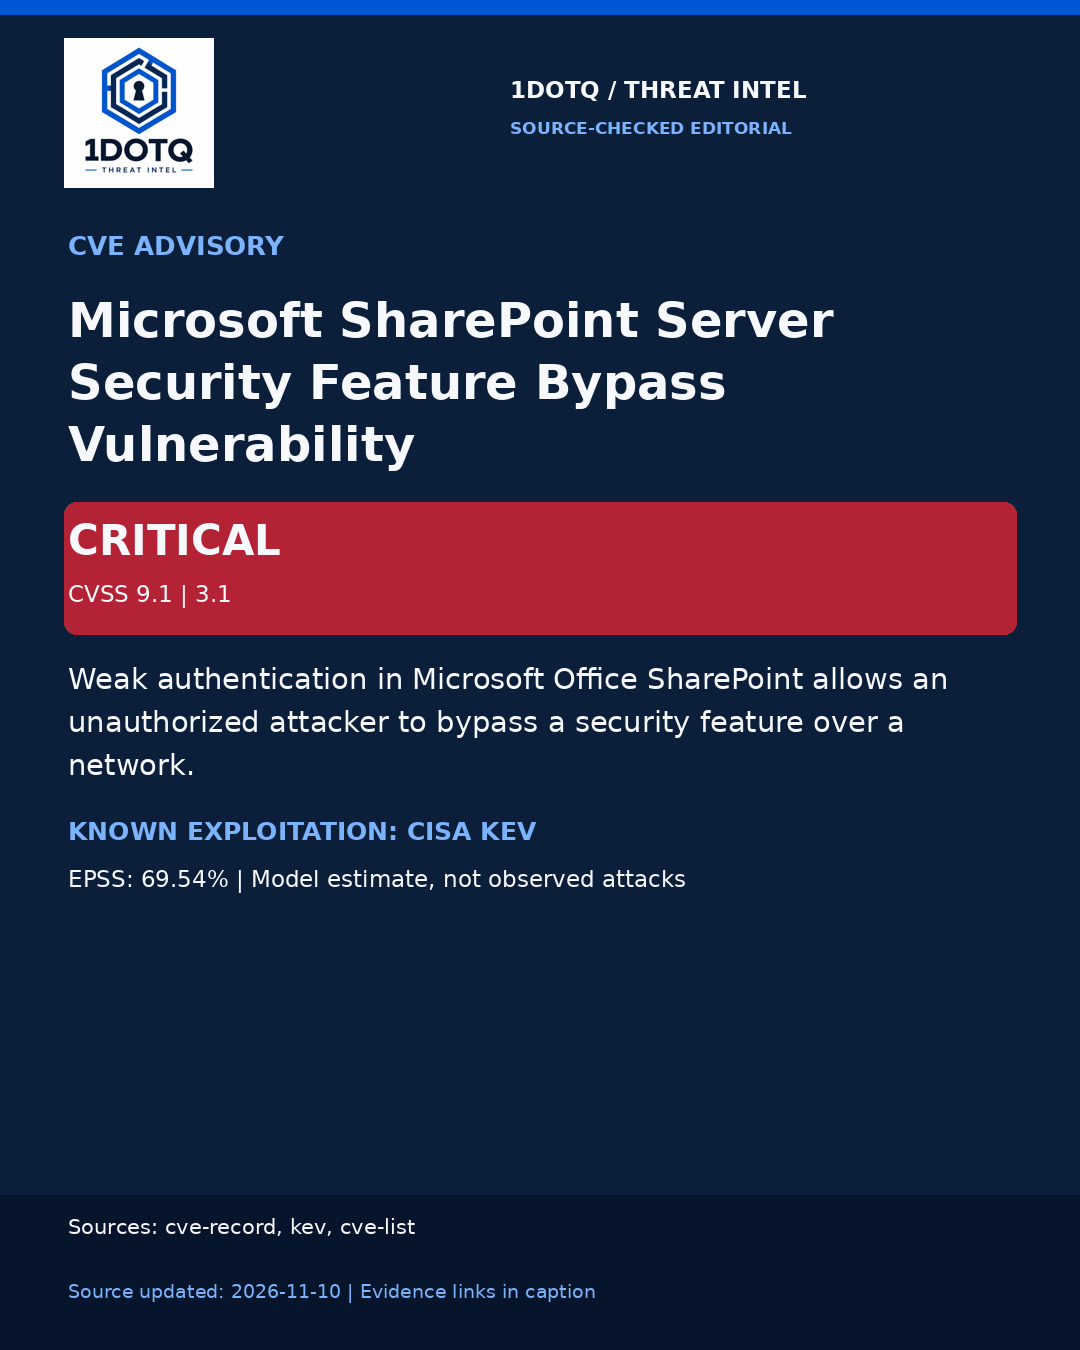 1DOTQ
THREAT INTEL
1DOTQ / THREAT INTEL
SOURCE-CHECKED EDITORIAL
CVE ADVISORY
Microsoft SharePoint Server
Security Feature Bypass
Vulnerability
CRITICAL
CVSS 9.1 | 3.1
Weak authentication in Microsoft Office SharePoint allows an
unauthorized attacker to bypass a security feature over a
network.
KNOWN EXPLOITATION: CISA KEV
EPSS: 69.54% | Model estimate, not observed attacks
Sources: cve-record, kev, cve-list
Source updated: 2026-11-10 | Evidence links in caption